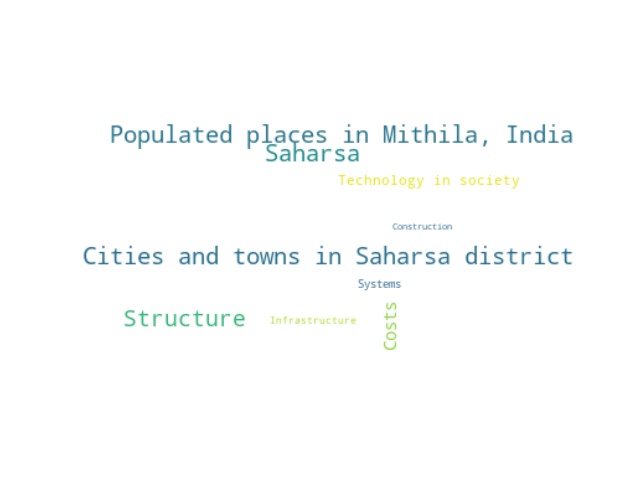 Populated places in Mithila, India
Saharsa
Technology in society
Construction
Cities and towns in Saharsa district
Systems
Structure
Infrastructure
Costs